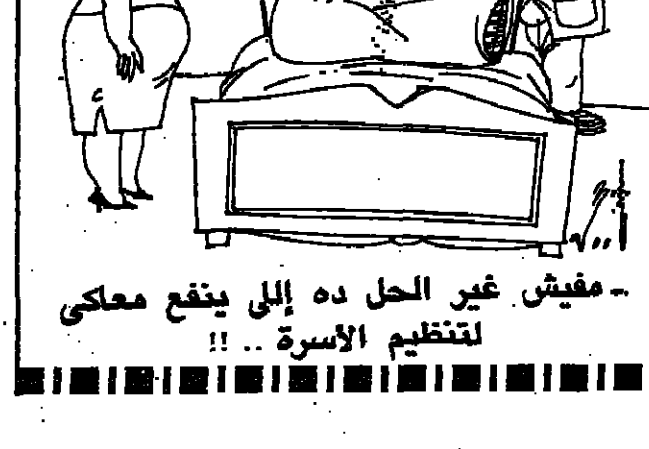 ـ مفيش غير الحل ده إللى ينفع معاكى
لتنظيم الأسرة .. !!